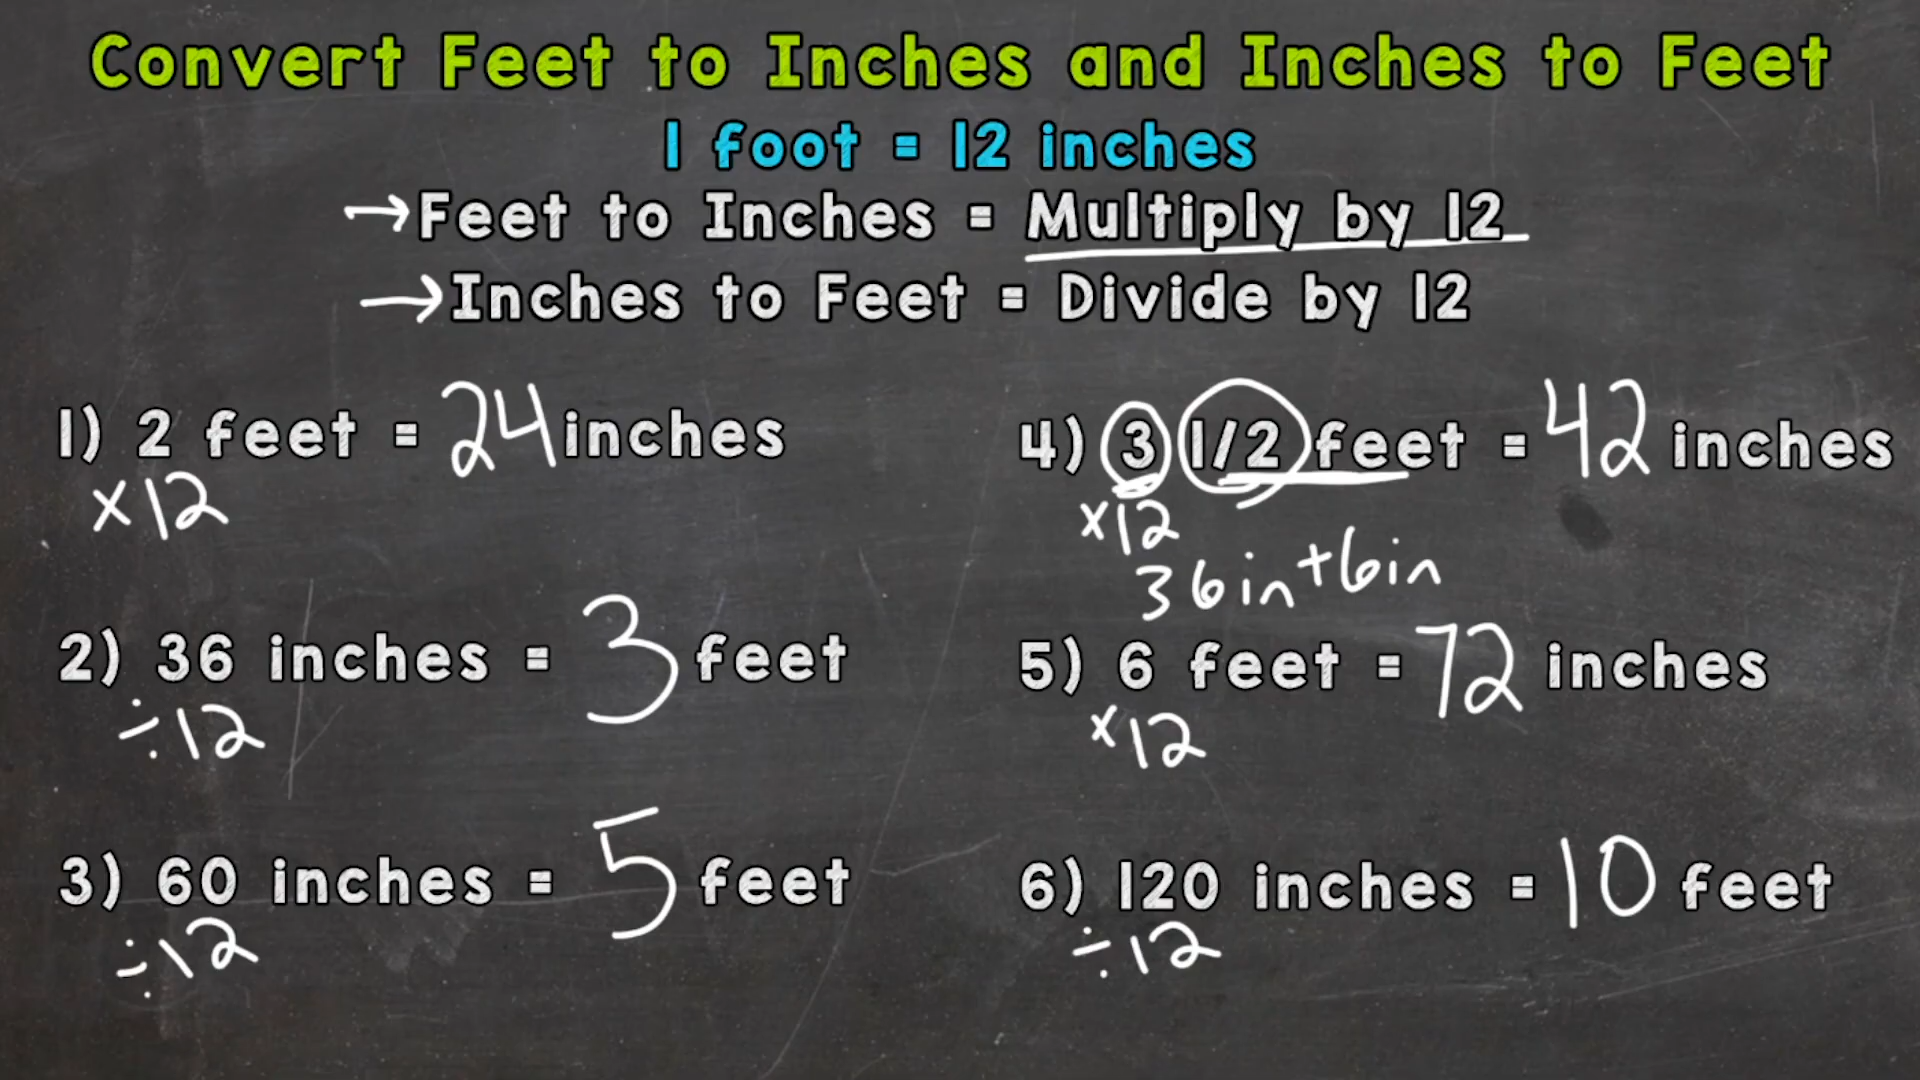 Convert Feet to Inches and Inches to Feet
1 foot = 12 inches
→Feet to Inches = Multiply by 12
→Inches to Feet = Divide by 12
1) 2 feet = 24 inches
×12
2) 36 inches = 3 feet
÷12
3) 60 inches = 5 feet
÷12
4) 3 1/2 feet = 42 inches
×12
36in+6in
5) 6 feet = 72 inches
×12
6) 120 inches = 10 feet
÷12